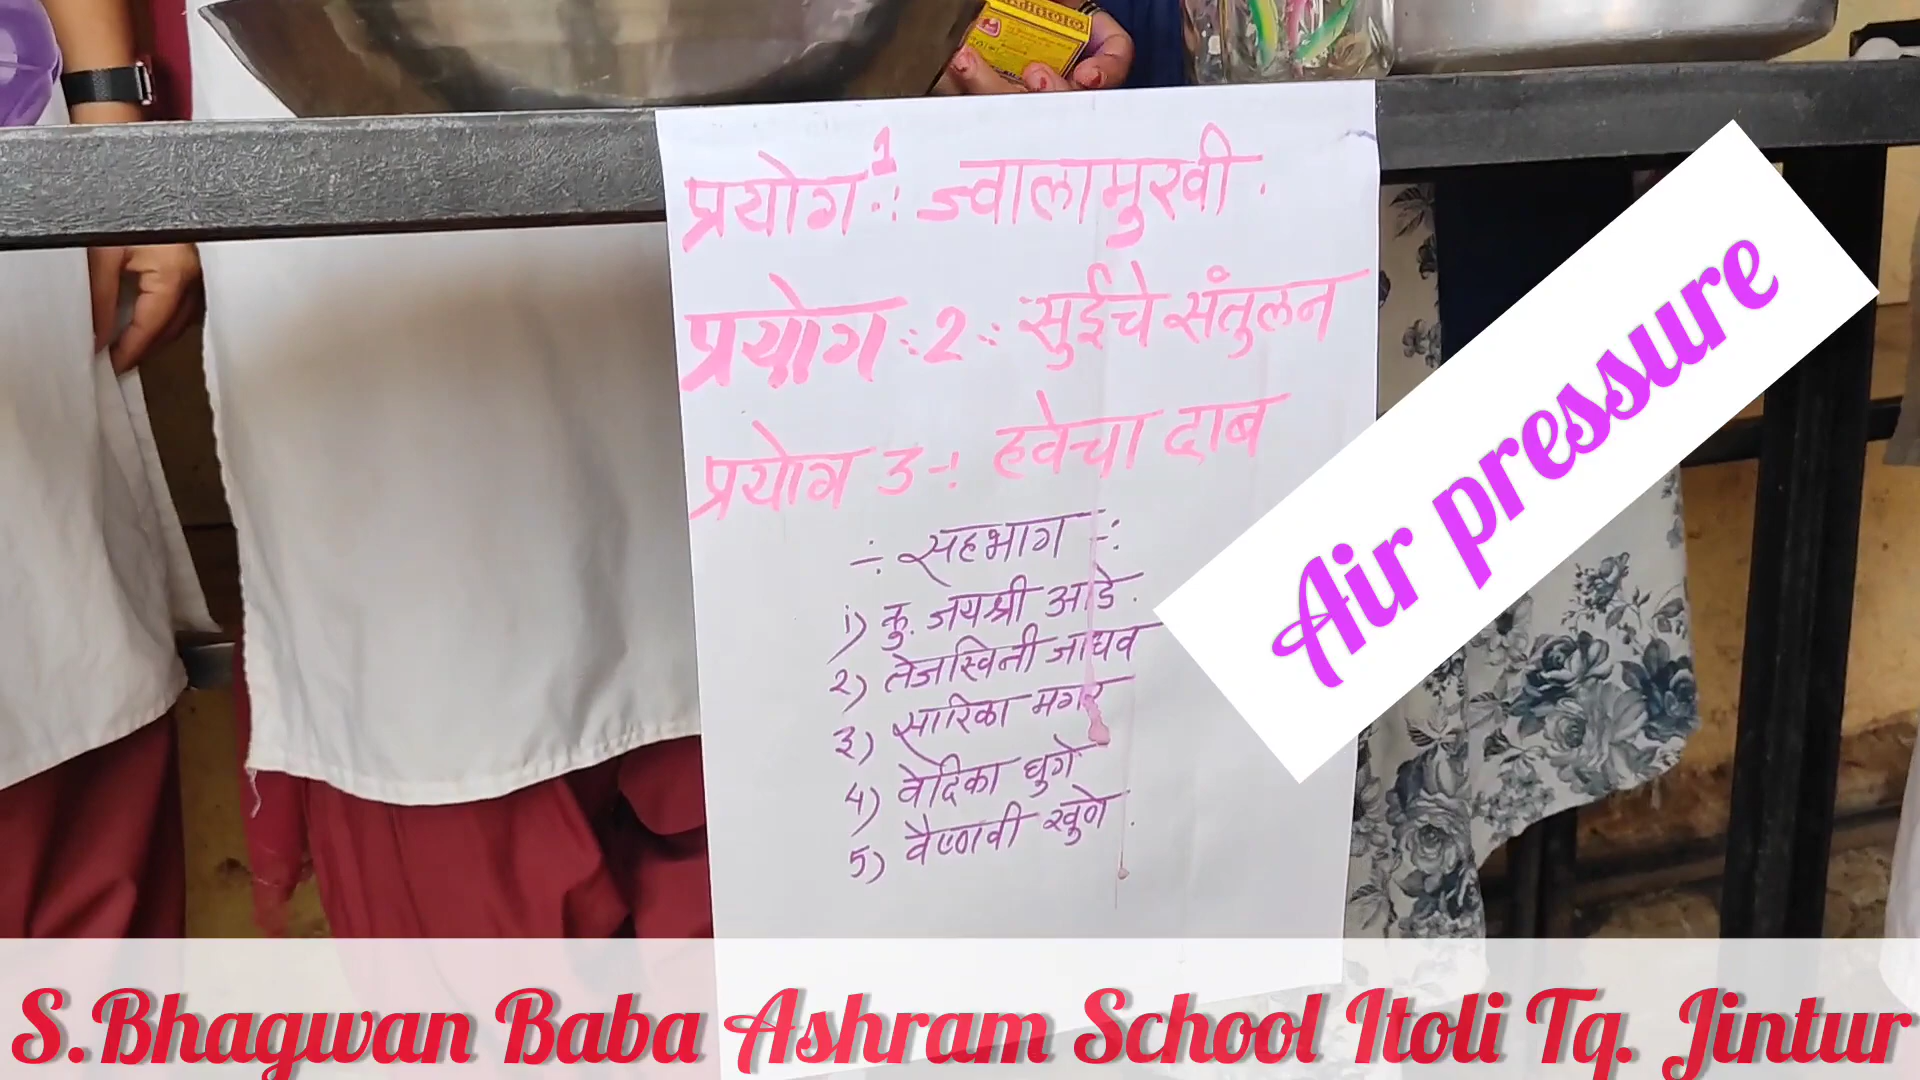 प्रयोग 1 :- ज्वालामुखी .
प्रयोग :- 2 :- सुईचे संतुलन
प्रयोग 3 -: हवेचा दाब
-: सहभाग -:
1) कु. जयश्री आडे .
2) तेजस्विनी जाधव
3) सारिका मगर
4) वेदिका घुगे
5) वैष्णवी खुणे .
Air pressure
S.Bhagwan Baba Ashram School Itoli Tq. Jintur